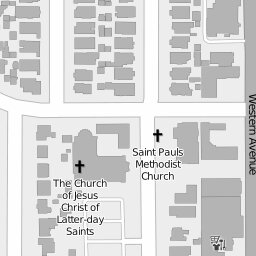 Western Avenue
Saint Pauls
Methodist
Church
The Church
of Jesus
Christ of
Latter-day
Saints